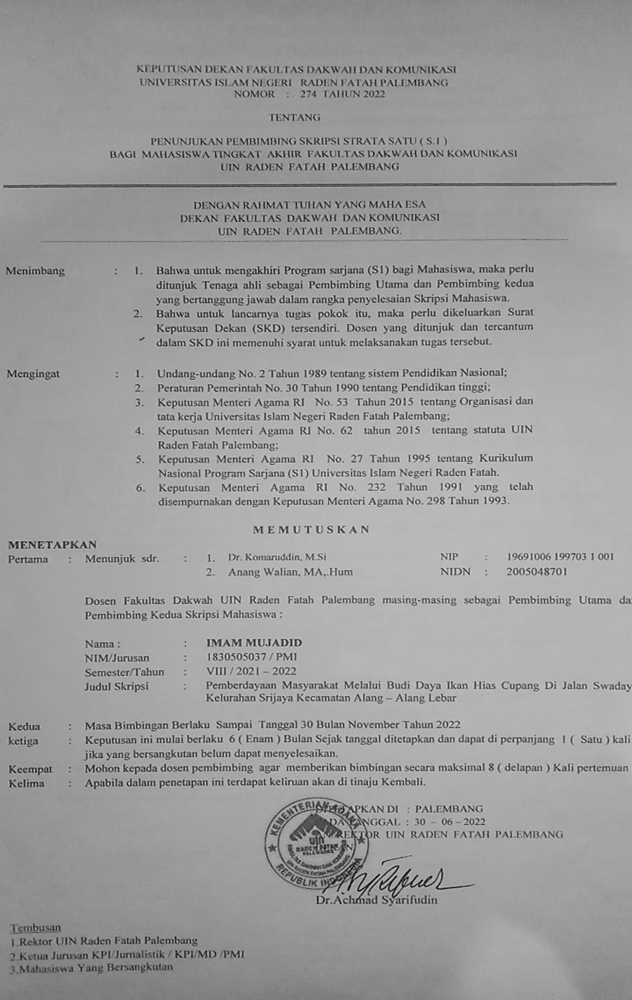 KEPUTUSAN DEKAN FAKULTAS DAKWAH DAN KOMUNIKASI
UNIVERSITAS ISLAM NEGERI RADEN FATAH PALEMBANG
NOMOR : 274 TAHUN 2022
TENTANG
PENUNJUKAN PEMBIMBING SKRIPSI STRATA SATU ( S.1 )
BAGI MAHASISWA TINGKAT AKHIR FAKULTAS DAKWAH DAN KOMUNIKASI
UIN RADEN FATAH PALEMBANG
DENGAN RAHMAT TUHAN YANG MAHA ESA
DEKAN FAKULTAS DAKWAH DAN KOMUNIKASI
UIN RADEN FATAH PALEMBANG.
Menimbang : 1. Bahwa untuk mengakhiri Program sarjana (S1) bagi Mahasiswa, maka perlu
ditunjuk Tenaga ahli sebagai Pembimbing Utama dan Pembimbing kedua
yang bertanggung jawab dalam rangka penyelesaian Skripsi Mahasiswa.
2. Bahwa untuk lancarnya tugas pokok itu, maka perlu dikeluarkan Surat
Keputusan Dekan (SKD) tersendiri. Dosen yang ditunjuk dan tercantum
dalam SKD ini memenuhi syarat untuk melaksanakan tugas tersebut.
Mengingat : 1. Undang-undang No. 2 Tahun 1989 tentang sistem Pendidikan Nasional;
2. Peraturan Pemerintah No. 30 Tahun 1990 tentang Pendidikan tinggi;
3. Keputusan Menteri Agama RI No. 53 Tahun 2015 tentang Organisasi dan
tata kerja Universitas Islam Negeri Raden Fatah Palembang;
4. Keputusan Menteri Agama RI No. 62 tahun 2015 tentang statuta UIN
Raden Fatah Palembang;
5. Keputusan Menteri Agama RI No. 27 Tahun 1995 tentang Kurikulum
Nasional Program Sarjana (S1) Universitas Islam Negeri Raden Fatah.
6. Keputusan Menteri Agama RI No. 232 Tahun 1991 yang telah
disempurnakan dengan Keputusan Menteri Agama No. 298 Tahun 1993.
M E M U T U S K A N
MENETAPKAN
Pertama : Menunjuk sdr. : 1. Dr. Komaruddin, M.Si NIP : 19691006 199703 1 001
2. Anang Walian, MA,.Hum NIDN : 2005048701
Dosen Fakultas Dakwah UIN Raden Fatah Palembang masing-masing sebagai Pembimbing Utama da
Pembimbing Kedua Skripsi Mahasiswa :
Nama : : IMAM MUJADID
NIM/Jurusan : 1830505037 / PMI
Semester/Tahun : VIII / 2021 – 2022
Judul Skripsi : Pemberdayaan Masyarakat Melalui Budi Daya Ikan Hias Cupang Di Jalan Swaday
Kelurahan Srijaya Kecamatan Alang – Alang Lebar
Kedua : Masa Bimbingan Berlaku Sampai Tanggal 30 Bulan November Tahun 2022
ketiga : Keputusan ini mulai berlaku 6 ( Enam ) Bulan Sejak tanggal ditetapkan dan dapat di perpanjang 1 ( Satu ) kali
jika yang bersangkutan belum dapat menyelesaikan.
Keempat : Mohon kepada dosen pembimbing agar memberikan bimbingan secara maksimal 8 ( delapan ) Kali pertemuan
Kelima : Apabila dalam penetapan ini terdapat keliruan akan di tinaju Kembali.
APKAN DI : PALEMBANG
TANGGAL : 30 – 06 – 2022
REKTOR UIN RADEN FATAH PALEMBANG
KEMENTERIAN AGAMA
uin
RADEN FATAH
PALEMBANG
FAKULTAS DAKWAH DAN KOMUNIKASI
UIN RADEN FATAH PALEMBANG
REPUBLIK INDONESIA
Dr.Achmad Syarifudin
Tembusan
1.Rektor UIN Raden Fatah Palembang
2.Ketua Jurusan KPI/Jurnalistik / KPI/MD /PMI
3.Mahasiswa Yang Bersangkutan